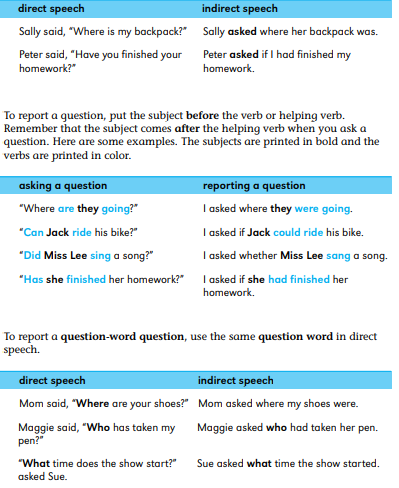 direct speech indirect speech
Sally said, “Where is my backpack?” Sally asked where her backpack was.
Peter said, “Have you finished your Peter asked if I had finished my
homework?” homework.
To report a question, put the subject before the verb or helping verb.
Remember that the subject comes after the helping verb when you ask a
question. Here are some examples. The subjects are printed in bold and the
verbs are printed in color.
asking a question reporting a question
“Where are they going?” I asked where they were going.
“Can Jack ride his bike?” I asked if Jack could ride his bike.
“Did Miss Lee sing a song?” I asked whether Miss Lee sang a song.
“Has she finished her homework?” I asked if she had finished her
homework.
To report a question-word question, use the same question word in direct
speech.
direct speech indirect speech
Mom said, “Where are your shoes?” Mom asked where my shoes were.
Maggie said, “Who has taken my Maggie asked who had taken her pen.
pen?”
“What time does the show start?” Sue asked what time the show started.
asked Sue.